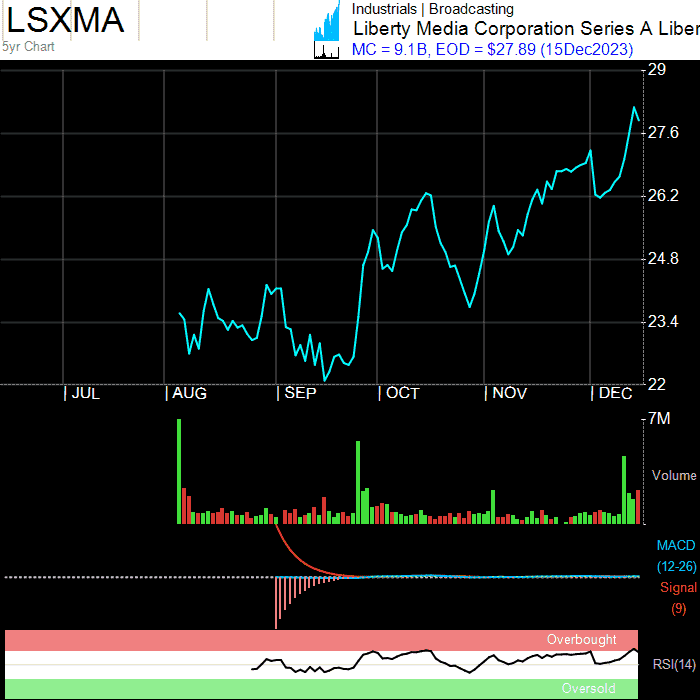 LSXMA
5yr Chart
Industrials | Broadcasting
Liberty Media Corporation Series A Liber
MC = 9.1B, EOD = $27.89 (15Dec2023)
29
27.6
26.2
24.8
23.4
22
| JUL | AUG | SEP | OCT | NOV | DEC
7M
Volume
MACD
(12-26)
Signal
(9)
Overbought
RSI(14)
Oversold